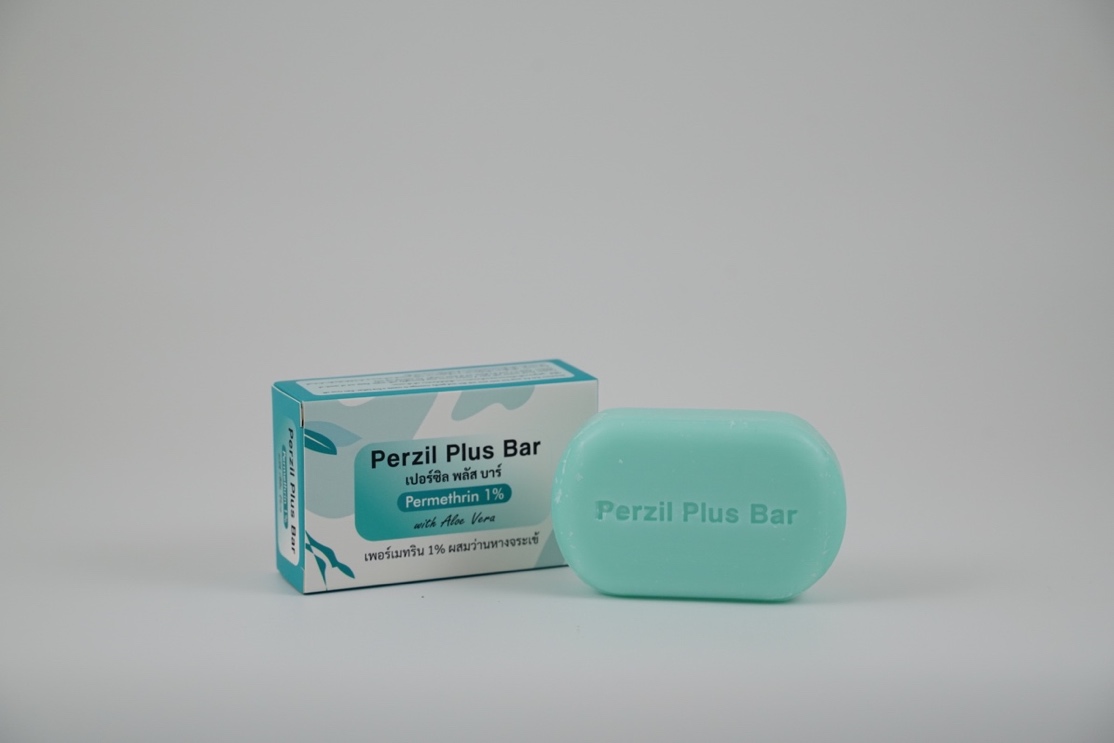 Perzil Plus Bar
เปอร์ซิล พลัส บาร์
Permethrin 1%
with Aloe Vera
เพอร์เมทริน 1% ผสมว่านหางจระเข้
Perzil Plus Bar
Perzil Plus Bar